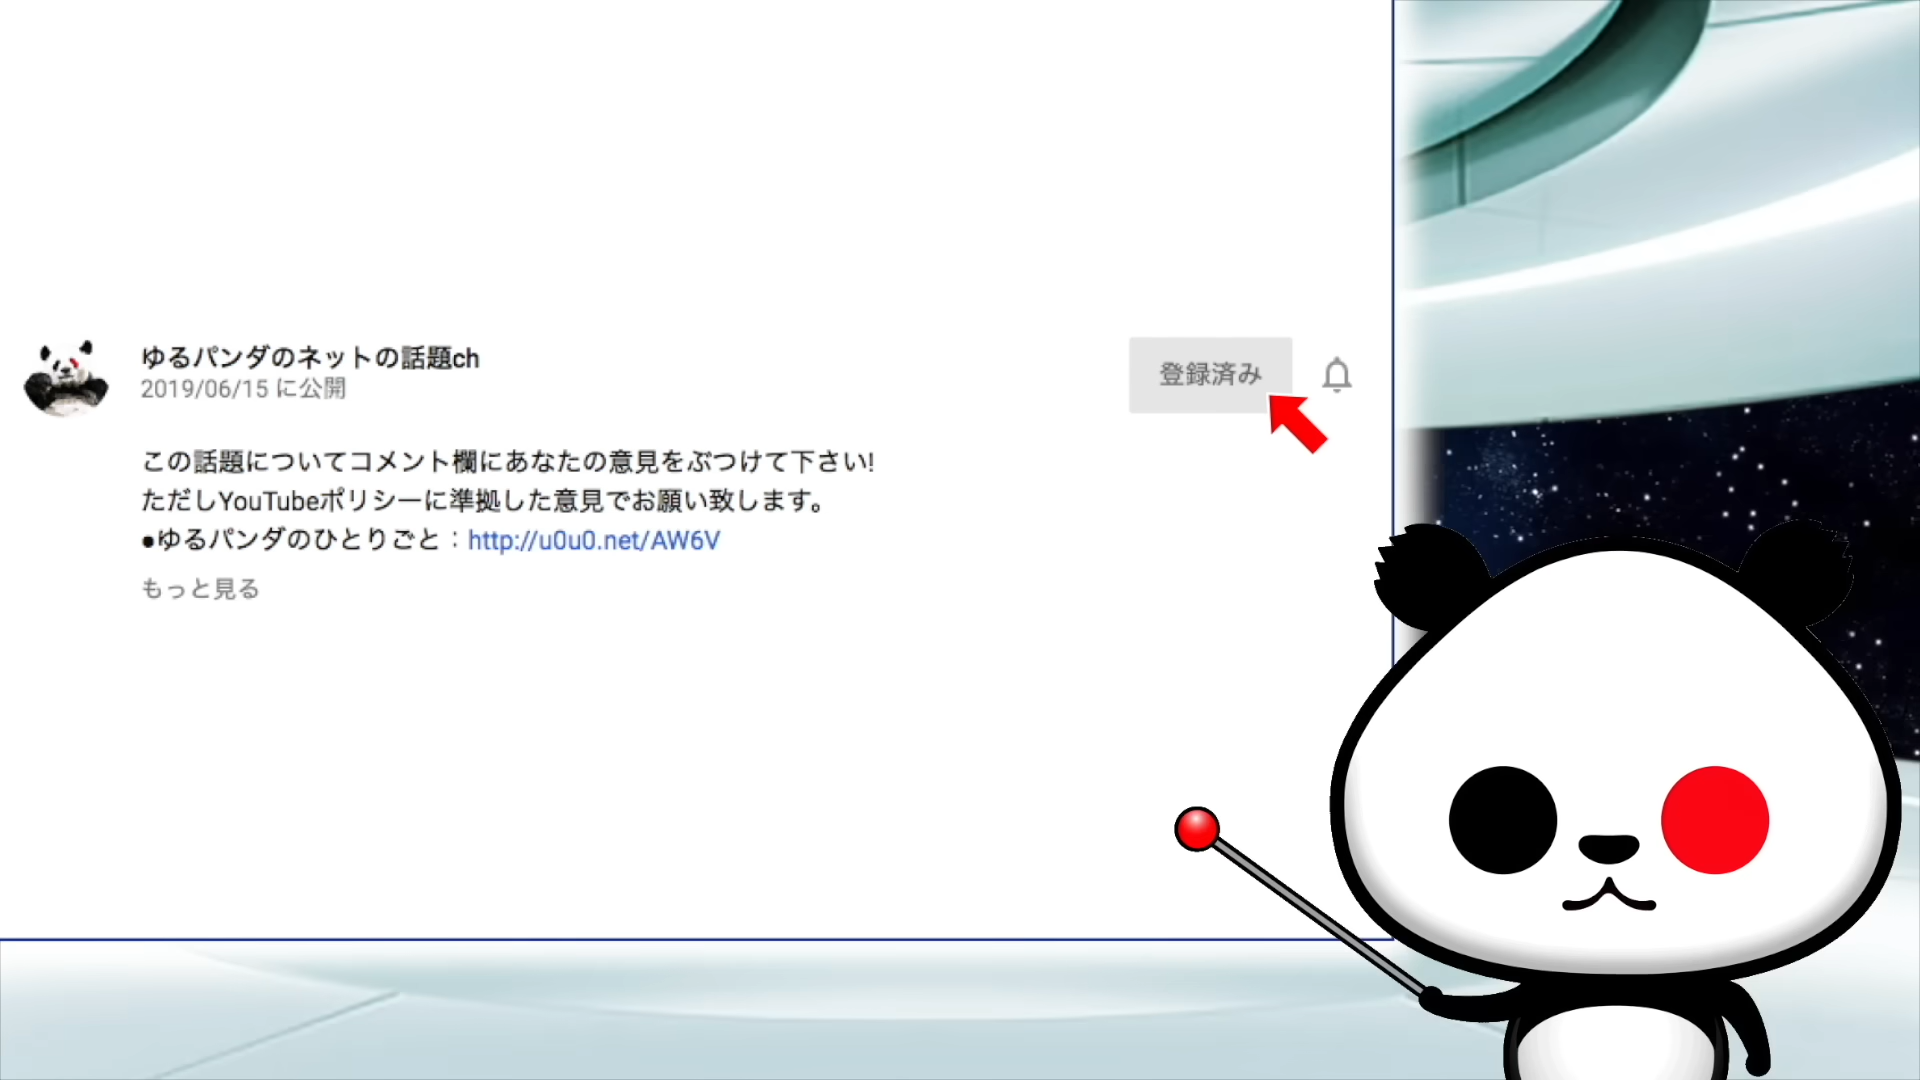 ゆるパンダのネットの話題ch
2019/06/15 に公開
登録済み
この話題についてコメント欄にあなたの意見をぶつけて下さい!
ただしYouTubeポリシーに準拠した意見でお願い致します。
●ゆるパンダのひとりごと：http://u0u0.net/AW6V
もっと見る